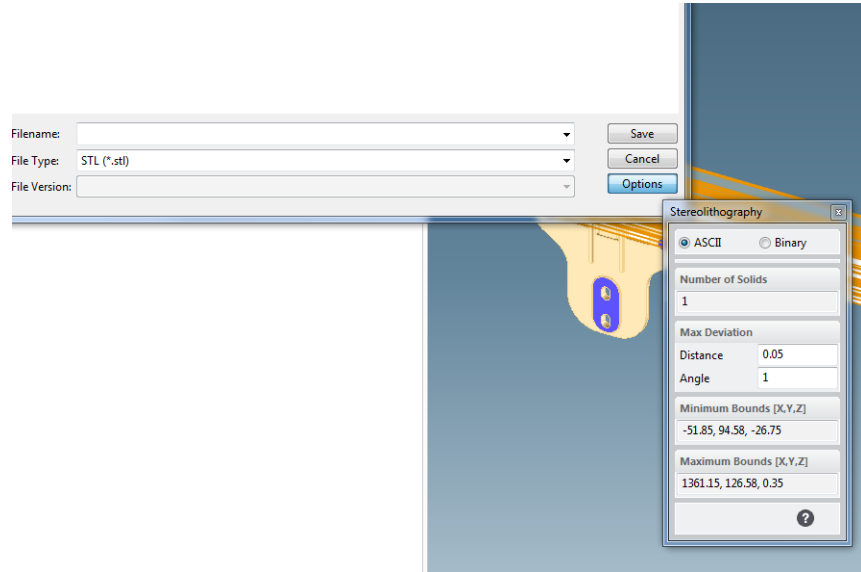 Filename:
Save
File Type: STL (*.stl)
Cancel
File Version:
Options
Stereolithography
ASCII Binary
Number of Solids
1
Max Deviation
Distance 0.05
Angle 1
Minimum Bounds [X,Y,Z]
-51.85, 94.58, -26.75
Maximum Bounds [X,Y,Z]
1361.15, 126.58, 0.35
?